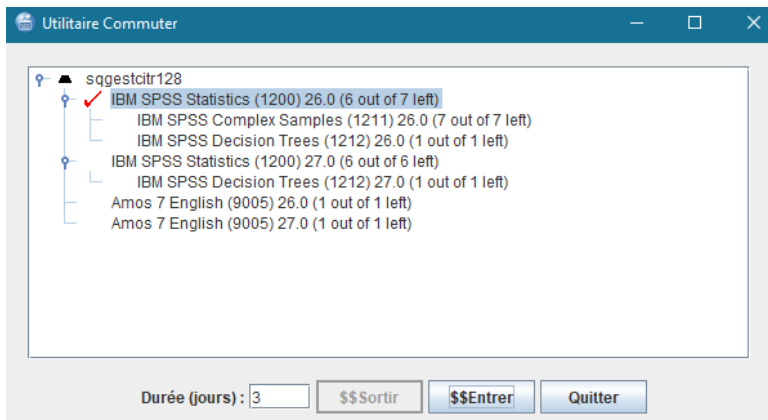 Utilitaire Commuter
sqgestcitr128
IBM SPSS Statistics (1200) 26.0 (6 out of 7 left)
IBM SPSS Complex Samples (1211) 26.0 (7 out of 7 left)
IBM SPSS Decision Trees (1212) 26.0 (1 out of 1 left)
IBM SPSS Statistics (1200) 27.0 (6 out of 6 left)
IBM SPSS Decision Trees (1212) 27.0 (1 out of 1 left)
Amos 7 English (9005) 26.0 (1 out of 1 left)
Amos 7 English (9005) 27.0 (1 out of 1 left)
Durée (jours) : 3 $$Sortir $$Entrer Quitter